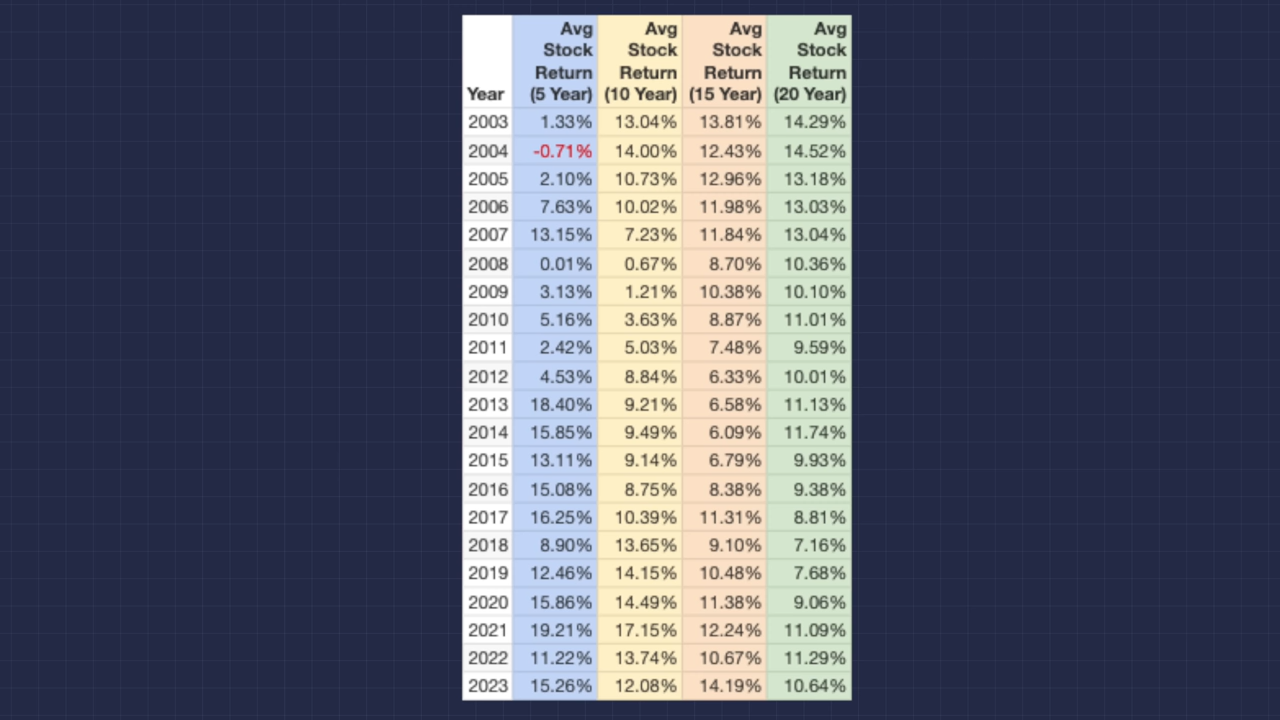 Year Avg Stock Return (5 Year) Avg Stock Return (10 Year) Avg Stock Return (15 Year) Avg Stock Return (20 Year)
2003 1.33% 13.04% 13.81% 14.29%
2004 -0.71% 14.00% 12.43% 14.52%
2005 2.10% 10.73% 12.96% 13.18%
2006 7.63% 10.02% 11.98% 13.03%
2007 13.15% 7.23% 11.84% 13.04%
2008 0.01% 0.67% 8.70% 10.36%
2009 3.13% 1.21% 10.38% 10.10%
2010 5.16% 3.63% 8.87% 11.01%
2011 2.42% 5.03% 7.48% 9.59%
2012 4.53% 8.84% 6.33% 10.01%
2013 18.40% 9.21% 6.58% 11.13%
2014 15.85% 9.49% 6.09% 11.74%
2015 13.11% 9.14% 6.79% 9.93%
2016 15.08% 8.75% 8.38% 9.38%
2017 16.25% 10.39% 11.31% 8.81%
2018 8.90% 13.65% 9.10% 7.16%
2019 12.46% 14.15% 10.48% 7.68%
2020 15.86% 14.49% 11.38% 9.06%
2021 19.21% 17.15% 12.24% 11.09%
2022 11.22% 13.74% 10.67% 11.29%
2023 15.26% 12.08% 14.19% 10.64%